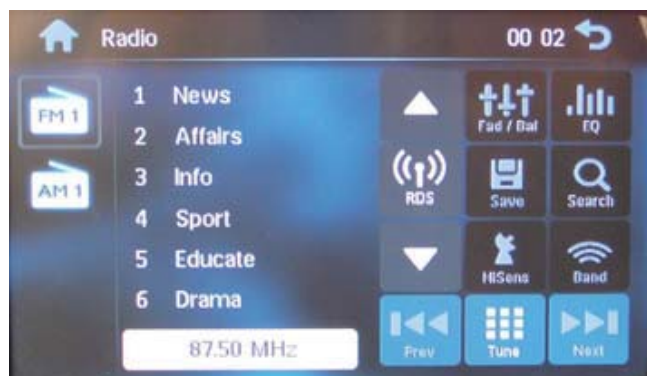 Radio
00 02
FM 1
AM 1
1 News
2 Affairs
3 Info
4 Sport
5 Educate
6 Drama
87.50 MHz
RDS
Fad / Bal
EQ
Save
Search
HiSens
Band
Prev
Tune
Next